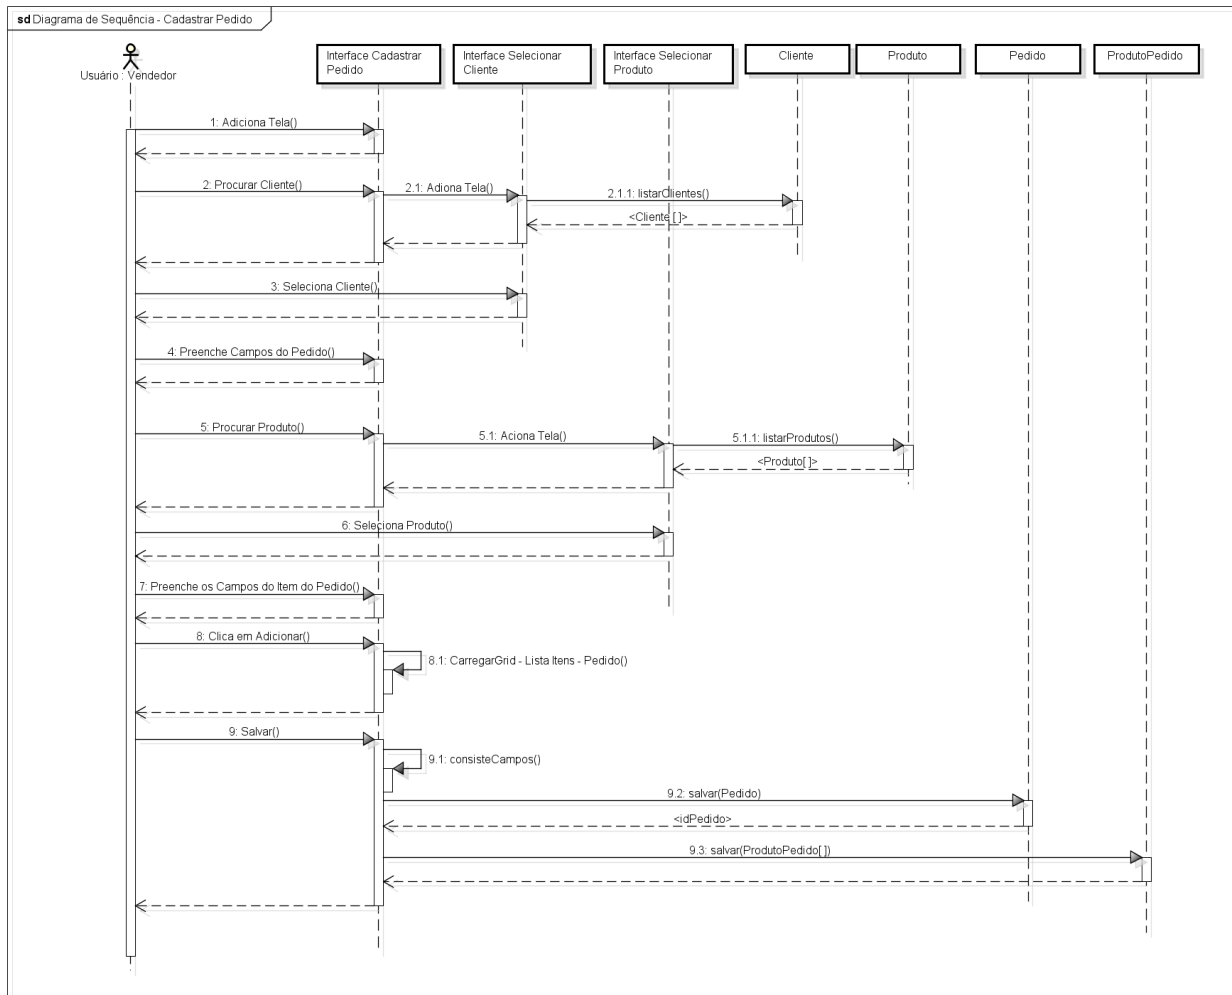 sd Diagrama de Sequência - Cadastrar Pedido
Usuário : Vendedor
Interface Cadastrar
Pedido
Interface Selecionar
Cliente
Interface Selecionar
Produto
Cliente
Produto
Pedido
ProdutoPedido
1: Adiciona Tela()
2: Procurar Cliente()
2.1: Adiona Tela()
2.1.1: listarClientes()
<Cliente [ ]>
3: Seleciona Cliente()
4: Preenche Campos do Pedido()
5: Procurar Produto()
5.1: Aciona Tela()
5.1.1: listarProdutos()
<Produto[ ]>
6: Seleciona Produto()
7: Preenche os Campos do Item do Pedido()
8: Clica em Adicionar()
8.1: CarregarGrid - Lista Itens - Pedido()
9: Salvar()
9.1: consisteCampos()
9.2: salvar(Pedido)
<idPedido>
9.3: salvar(ProdutoPedido[ ])